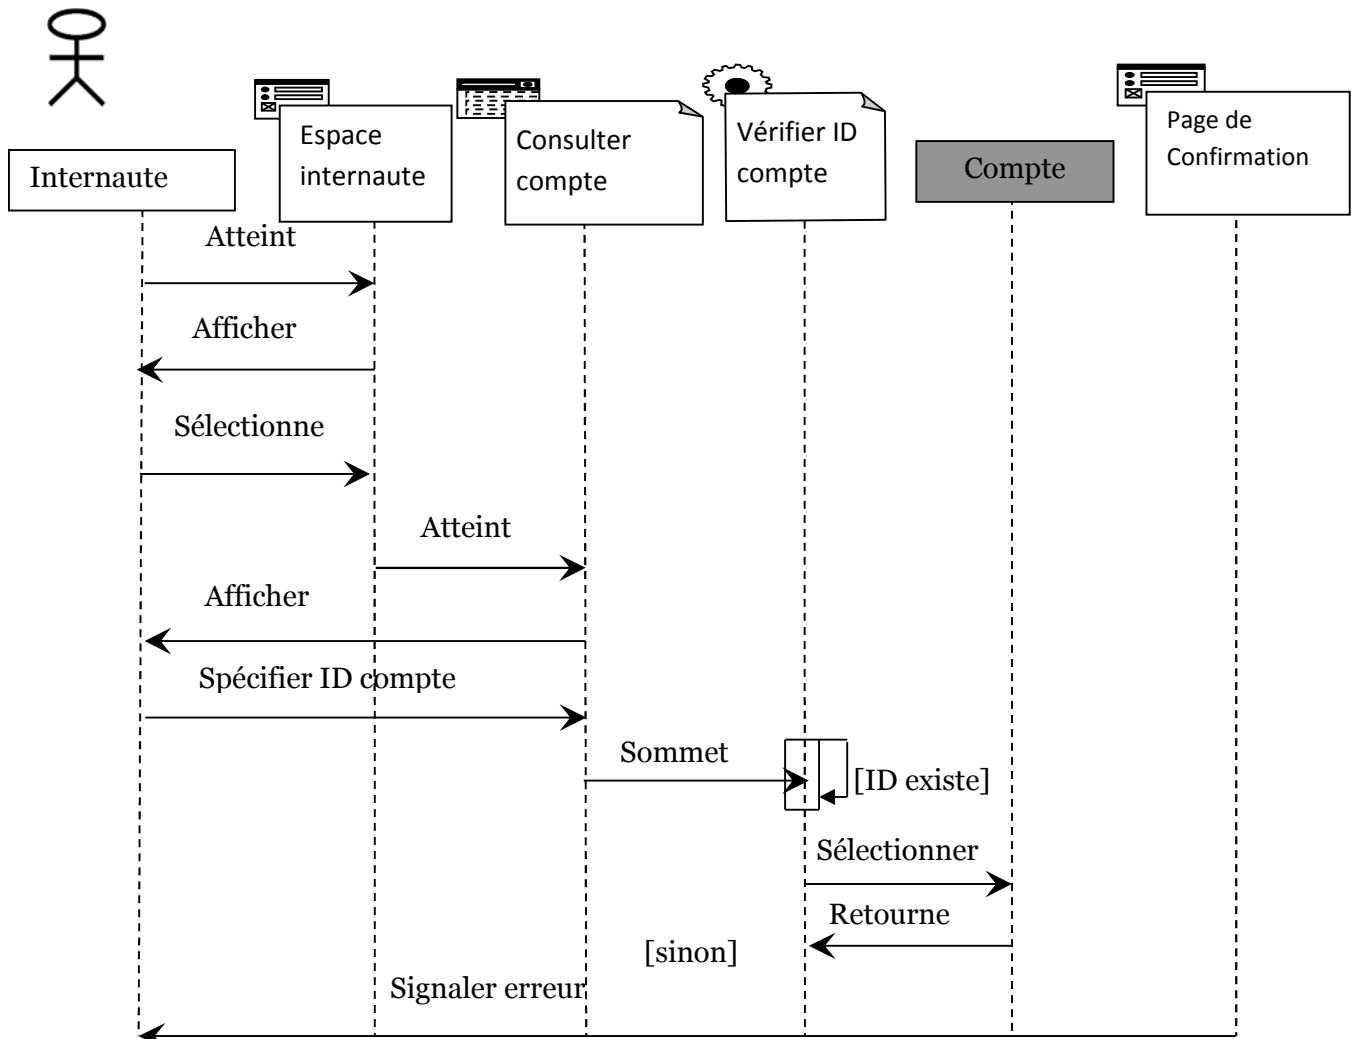 Internaute
Espace
internaute
Consulter
compte
Vérifier ID
compte
Compte
Page de
Confirmation
Atteint
Afficher
Sélectionne
Atteint
Afficher
Spécifier ID compte
Sommet
[ID existe]
Sélectionner
Retourne
[sinon]
Signaler erreur